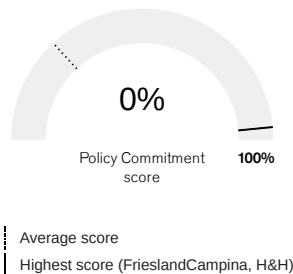 0%
Policy Commitment
score
100%
Average score
Highest score (FrieslandCampina, H&H)